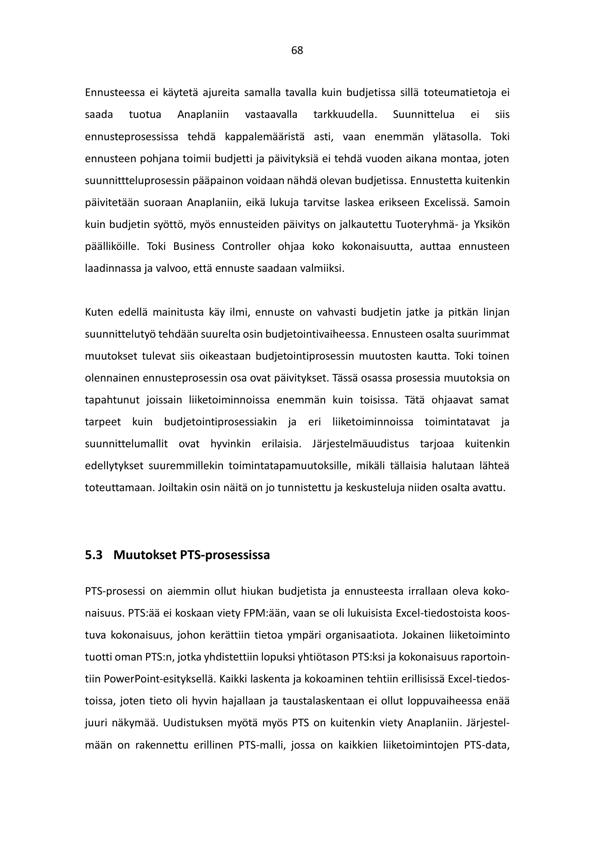 68
Ennusteessa ei käytetä ajureita samalla tavalla kuin budjetissa sillä toteumatietoja ei
saada tuotua Anaplaniin vastaavalla tarkkuudella. Suunnittelua ei siis
ennusteprosessissa tehdä kappalemääristä asti, vaan enemmän ylätasolla. Toki
ennusteen pohjana toimii budjetti ja päivityksiä ei tehdä vuoden aikana montaa, joten
suunnittteluprosessin pääpainon voidaan nähdä olevan budjetissa. Ennustetta kuitenkin
päivitetään suoraan Anaplaniin, eikä lukuja tarvitse laskea erikseen Excelissä. Samoin
kuin budjetin syöttö, myös ennusteiden päivitys on jalkautettu Tuoteryhmä- ja Yksikön
päälliköille. Toki Business Controller ohjaa koko kokonaisuutta, auttaa ennusteen
laadinnassa ja valvoo, että ennuste saadaan valmiiksi.
Kuten edellä mainitusta käy ilmi, ennuste on vahvasti budjetin jatke ja pitkän linjan
suunnittelutyö tehdään suurelta osin budjetointivaiheessa. Ennusteen osalta suurimmat
muutokset tulevat siis oikeastaan budjetointiprosessin muutosten kautta. Toki toinen
olennainen ennusteprosessin osa ovat päivitykset. Tässä osassa prosessia muutoksia on
tapahtunut joissain liiketoiminnoissa enemmän kuin toisissa. Tätä ohjaavat samat
tarpeet kuin budjetointiprosessiakin ja eri liiketoiminnoissa toimintatavat ja
suunnittelumallit ovat hyvinkin erilaisia. Järjestelmäuudistus tarjoaa kuitenkin
edellytykset suuremmillekin toimintatapamuutoksille, mikäli tällaisia halutaan lähteä
toteuttamaan. Joiltakin osin näitä on jo tunnistettu ja keskusteluja niiden osalta avattu.
5.3 Muutokset PTS-prosessissa
PTS-prosessi on aiemmin ollut hiukan budjetista ja ennusteesta irrallaan oleva koko-
naisuus. PTS:ää ei koskaan viety FPM:ään, vaan se oli lukuisista Excel-tiedostoista koos-
tuva kokonaisuus, johon kerättiin tietoa ympäri organisaatiota. Jokainen liiketoiminto
tuotti oman PTS:n, jotka yhdistettiin lopuksi yhtiötason PTS:ksi ja kokonaisuus raportoin-
tiin PowerPoint-esityksellä. Kaikki laskenta ja kokoaminen tehtiin erillisissä Excel-tiedos-
toissa, joten tieto oli hyvin hajallaan ja taustalaskentaan ei ollut loppuvaiheessa enää
juuri näkymää. Uudistuksen myötä myös PTS on kuitenkin viety Anaplaniin. Järjestel-
mään on rakennettu erillinen PTS-malli, jossa on kaikkien liiketoimintojen PTS-data,